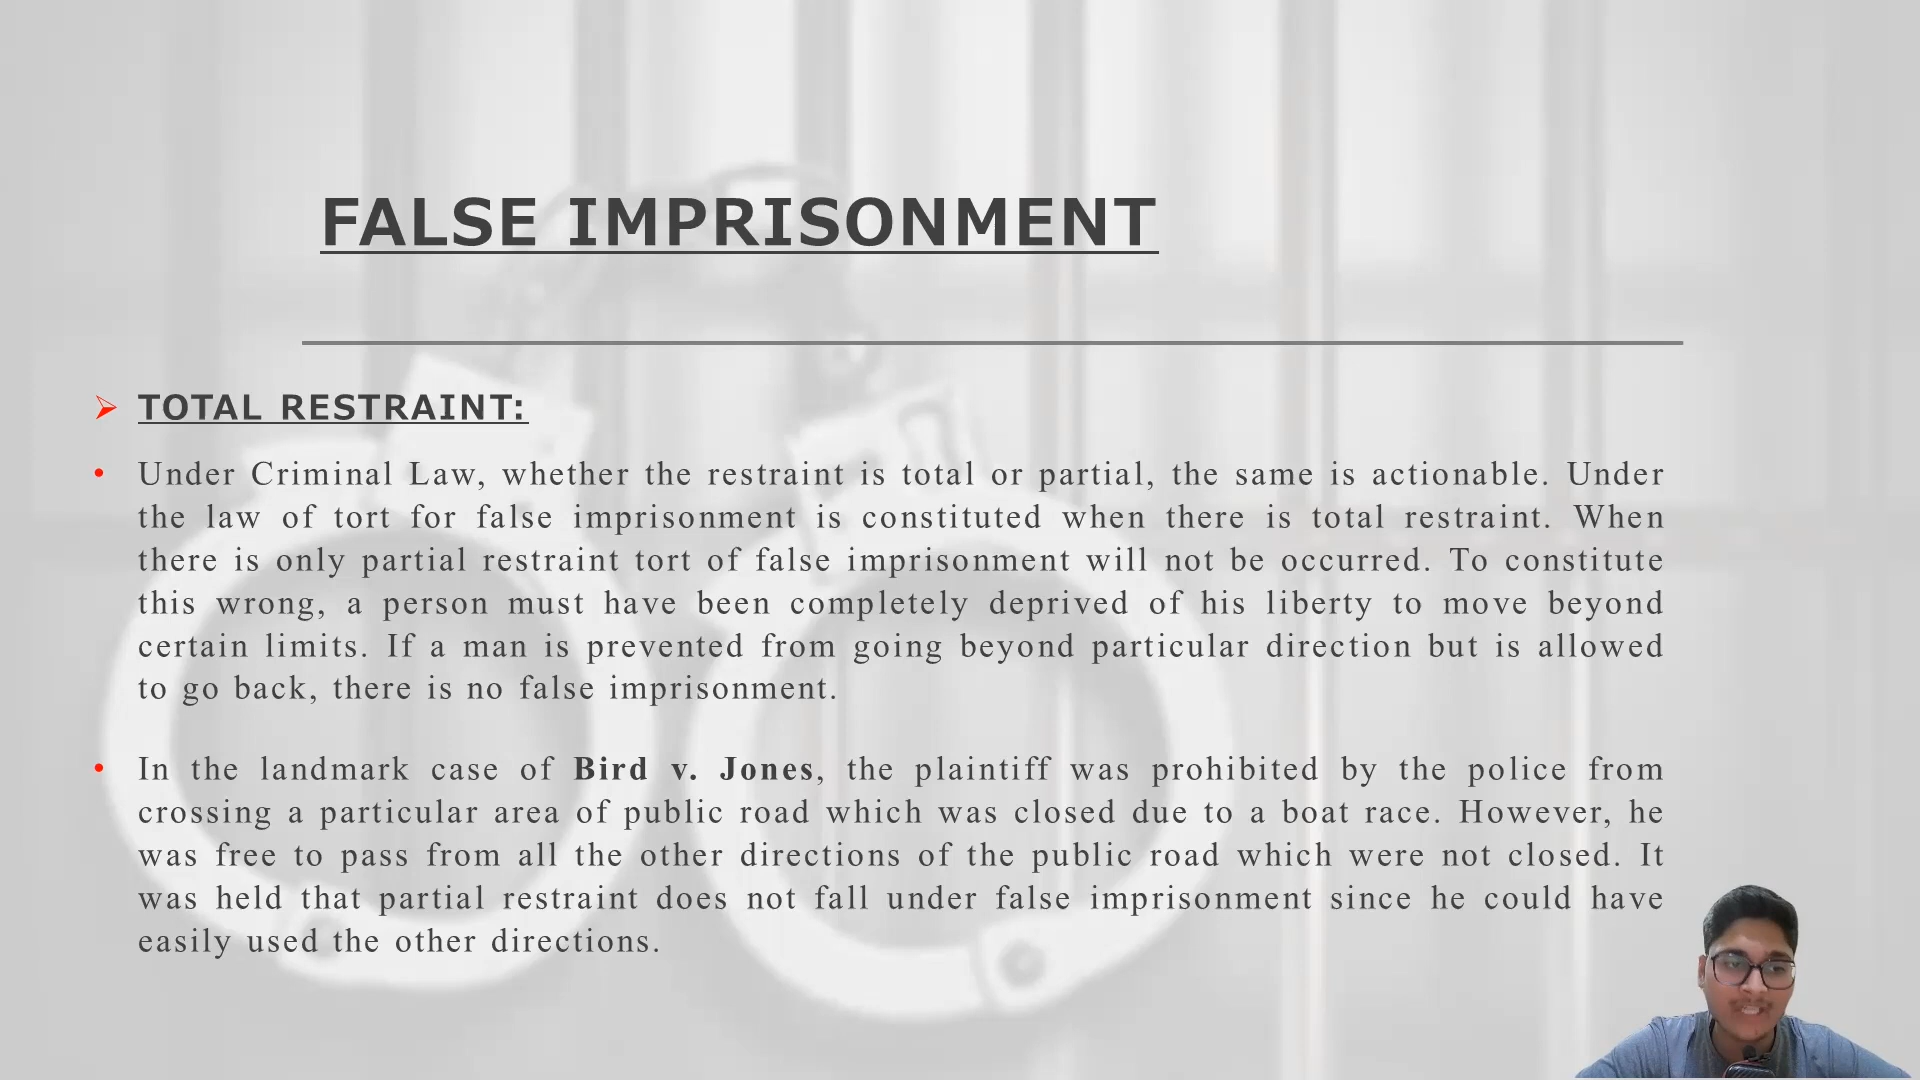 FALSE IMPRISONMENT
➢ TOTAL RESTRAINT:
• Under Criminal Law, whether the restraint is total or partial, the same is actionable. Under
the law of tort for false imprisonment is constituted when there is total restraint. When
there is only partial restraint tort of false imprisonment will not be occurred. To constitute
this wrong, a person must have been completely deprived of his liberty to move beyond
certain limits. If a man is prevented from going beyond particular direction but is allowed
to go back, there is no false imprisonment.
• In the landmark case of Bird v. Jones, the plaintiff was prohibited by the police from
crossing a particular area of public road which was closed due to a boat race. However, he
was free to pass from all the other directions of the public road which were not closed. It
was held that partial restraint does not fall under false imprisonment since he could have
easily used the other directions.